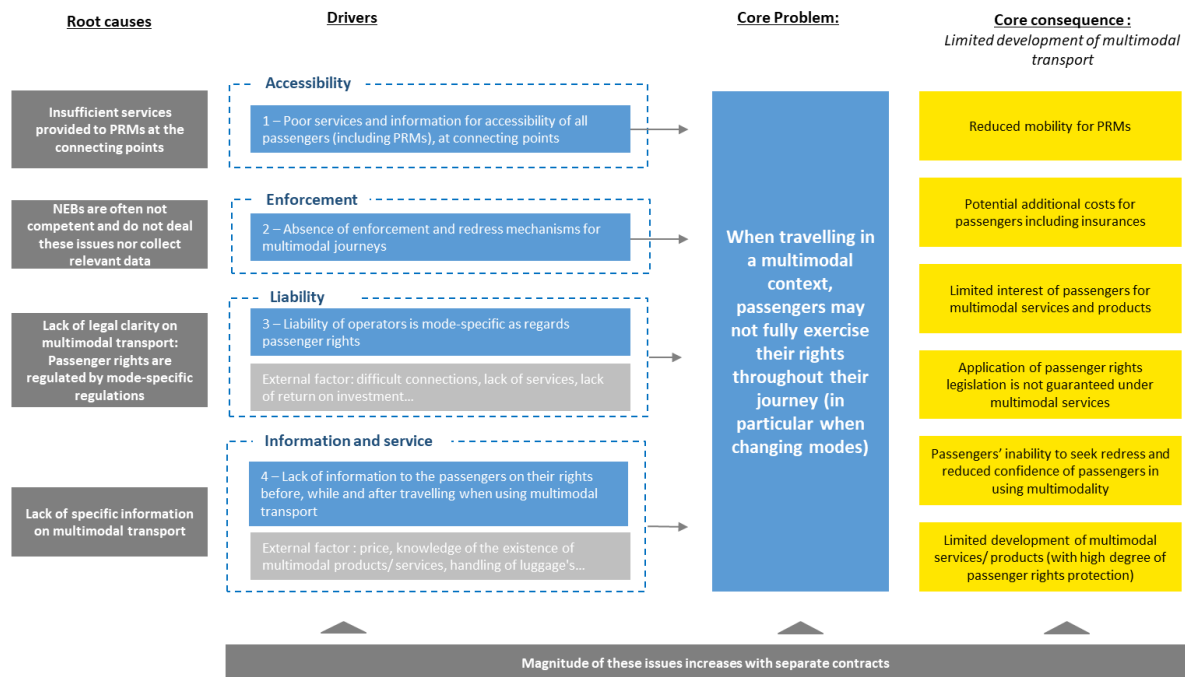 Root causes
Drivers
Core Problem:
Core consequence :
Limited development of multimodal
transport
Insufficient services
provided to PRMs at the
connecting points
NEBs are often not
competent and do not deal
these issues nor collect
relevant data
Lack of legal clarity on
multimodal transport:
Passenger rights are
regulated by mode-specific
regulations
Lack of specific information
on multimodal transport
Accessibility
1 – Poor services and information for accessibility of all
passengers (including PRMs), at connecting points
Enforcement
2 – Absence of enforcement and redress mechanisms for
multimodal journeys
Liability
3 – Liability of operators is mode-specific as regards
passenger rights
External factor: difficult connections, lack of services, lack
of return on investment…
Information and service
4 – Lack of information to the passengers on their rights
before, while and after travelling when using multimodal
transport
External factor : price, knowledge of the existence of
multimodal products/ services, handling of luggage's…
When travelling in
a multimodal
context,
passengers may
not fully exercise
their rights
throughout their
journey (in
particular when
changing modes)
Reduced mobility for PRMs
Potential additional costs for
passengers including insurances
Limited interest of passengers for
multimodal services and products
Application of passenger rights
legislation is not guaranteed under
multimodal services
Passengers’ inability to seek redress and
reduced confidence of passengers in
using multimodality
Limited development of multimodal
services/ products (with high degree of
passenger rights protection)
Magnitude of these issues increases with separate contracts